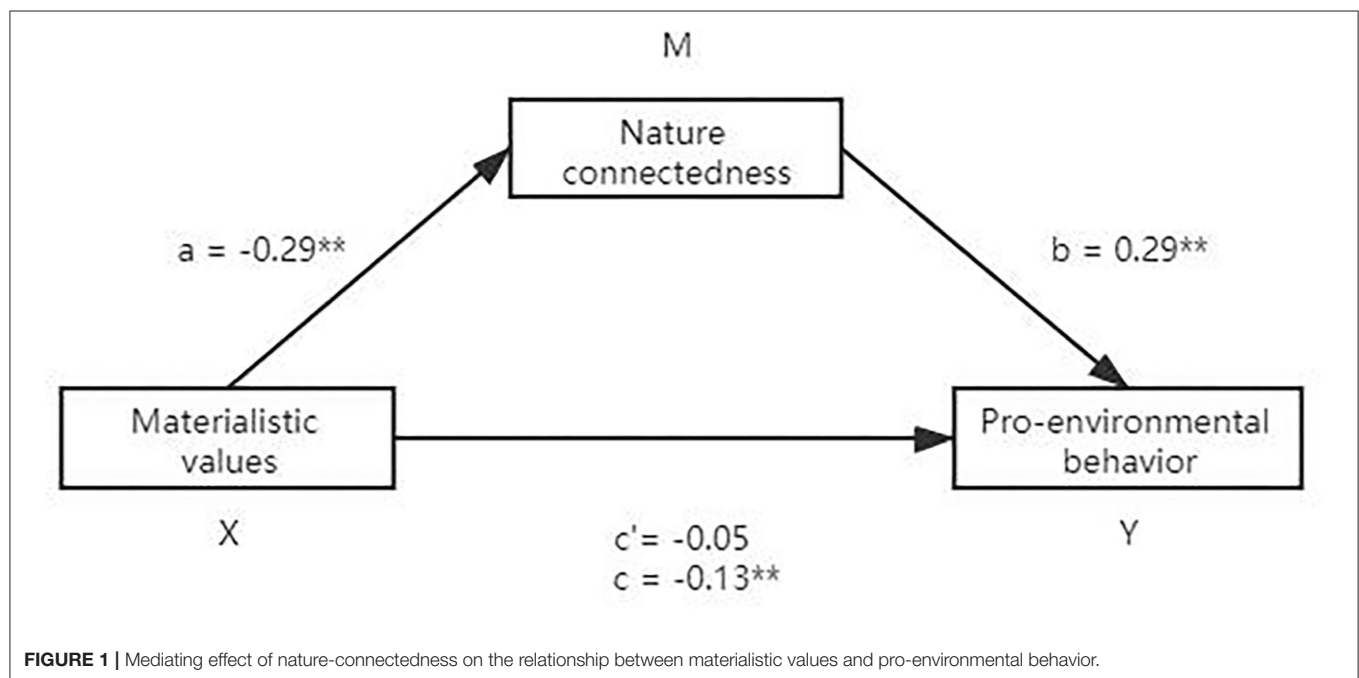 M
Nature
connectedness
a = -0.29**
b = 0.29**
Materialistic
values
Pro-environmental
behavior
X
Y
c'= -0.05
c = -0.13**
FIGURE 1 | Mediating effect of nature-connectedness on the relationship between materialistic values and pro-environmental behavior.